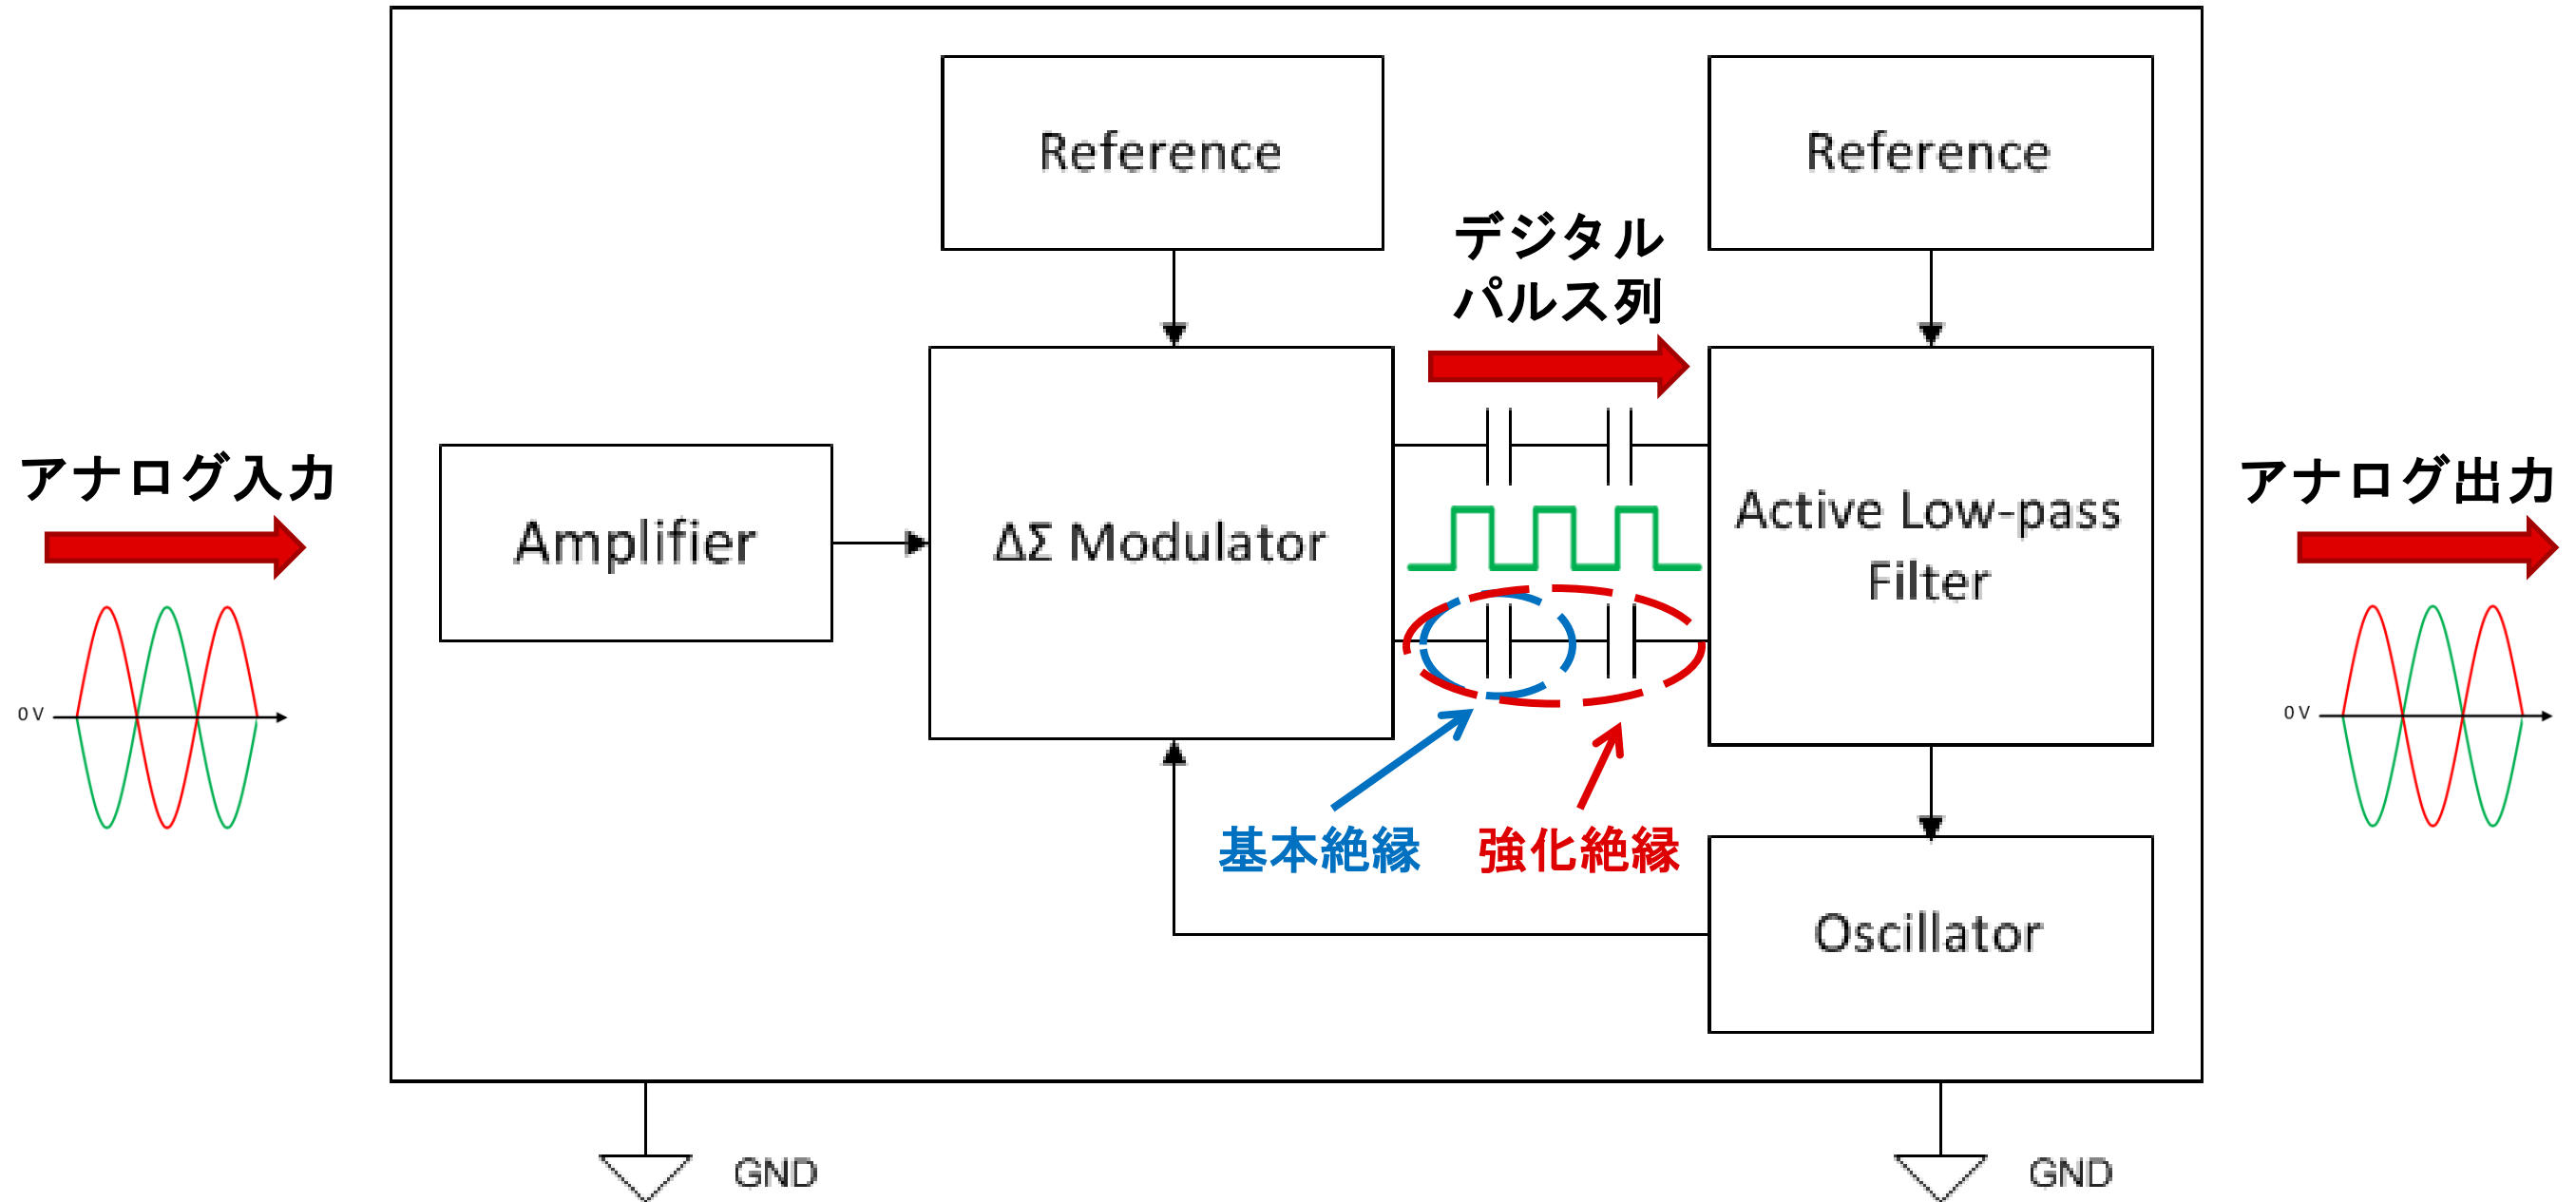 Reference
Reference
デジタル
パルス列
アナログ入力
Amplifier
ΔΣ Modulator
Active Low-pass
Filter
アナログ出力
0 V
0 V
基本絶縁
強化絶縁
Oscillator
GND
GND